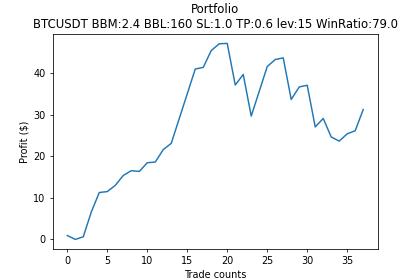 Portfolio
BTCUSDT BBM:2.4 BBL:160 SL:1.0 TP:0.6 lev:15 WinRatio:79.0
40
30
20
10
0
Profit ($)
0 5 10 15 20 25 30 35
Trade counts